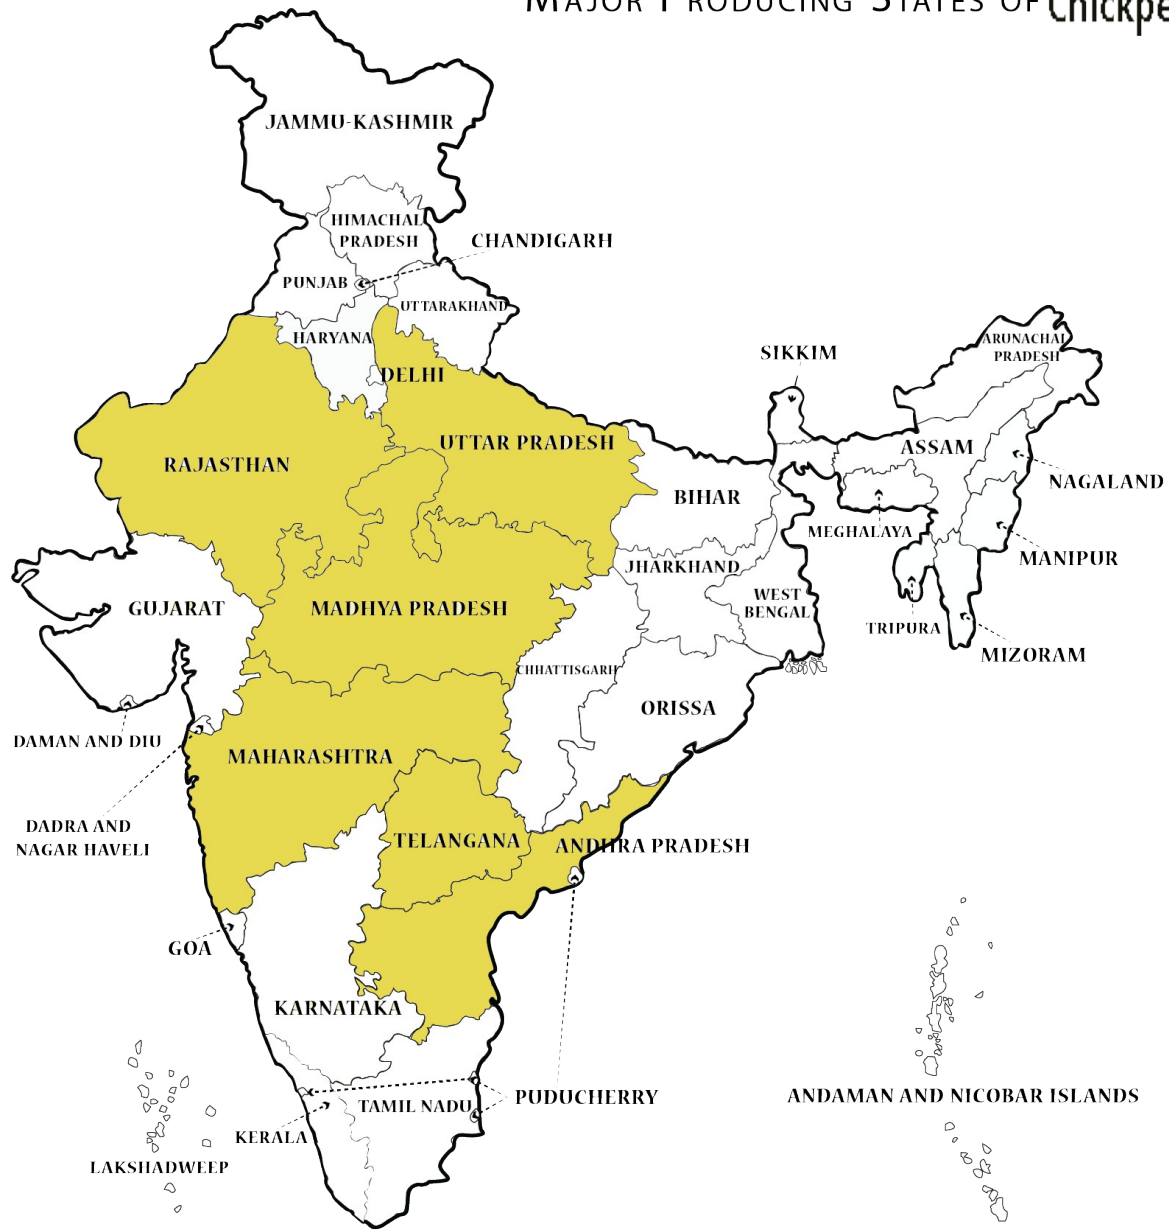 MAJOR PRODUCING STATES OF
JAMMU-KASHMIR
HIMACHAL
PRADESH
CHANDIGARH
PUNJAB
UTTARAKHAND
HARYANA
DELHI
SIKKIM
ARUNACHAL
PRADESH
RAJASTHAN
UTTAR PRADESH
ASSAM
BIHAR
NAGALAND
MEGHALAYA
MANIPUR
JHARKHAND
GUJARAT
MADHYA PRADESH
WEST
BENGAL
TRIPURA
MIZORAM
CHHATTISGARH
ORISSA
DAMAN AND DIU
MAHARASHTRA
DADRA AND
NAGAR HAVELI
TELANGANA
ANDHRA PRADESH
GOA
KARNATAKA
PUDUCHERRY
ANDAMAN AND NICOBAR ISLANDS
TAMIL NADU
KERALA
LAKSHADWEEP